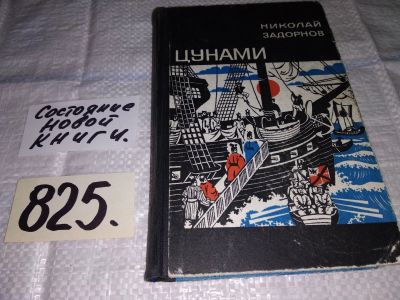 НИКОЛАЙ
ЗАДОРНОВ
ЦУНАМИ
Состояние
новой
книги.
825.